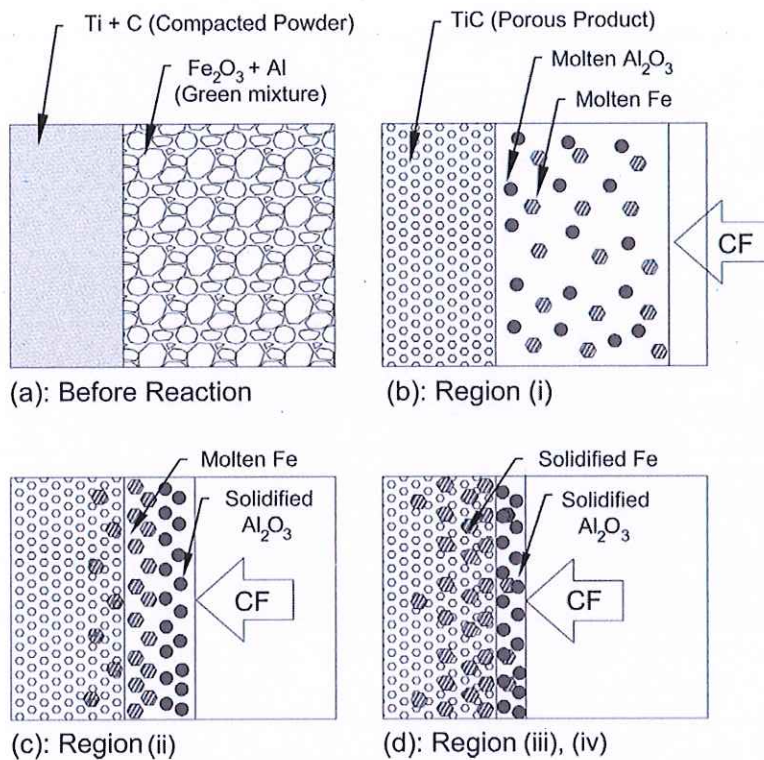 Ti + C (Compacted Powder)
Fe₂O₃ + Al
(Green mixture)
(a): Before Reaction
TiC (Porous Product)
Molten Al₂O₃
Molten Fe
CF
(b): Region (i)
Molten Fe
Solidified
Al₂O₃
CF
(c): Region (ii)
Solidified Fe
Solidified
Al₂O₃
CF
(d): Region (iii), (iv)